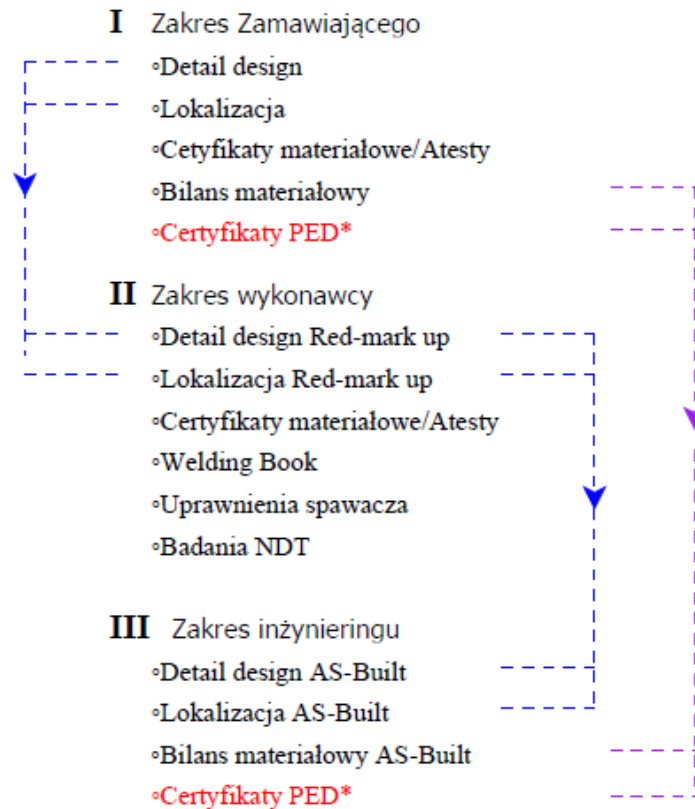 I Zakres Zamawiającego
°Detail design
°Lokalizacja
°Cetyfikaty materiałowe/Atesty
°Bilans materiałowy
°Certyfikaty PED*
II Zakres wykonawcy
°Detail design Red-mark up
°Lokalizacja Red-mark up
°Certyfikaty materiałowe/Atesty
°Welding Book
°Uprawnienia spawacza
°Badania NDT
III Zakres inżynieringu
°Detail design AS-Built
°Lokalizacja AS-Built
°Bilans materiałowy AS-Built
°Certyfikaty PED*